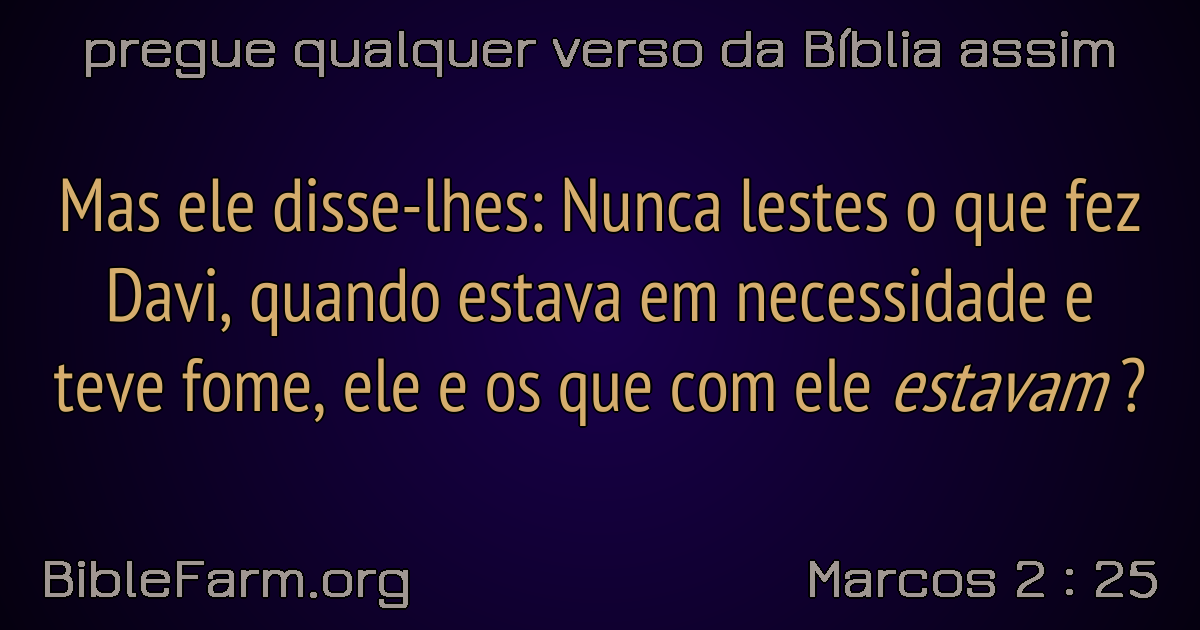 pregue qualquer verso da Bíblia assim
Mas ele disse-lhes: Nunca lestes o que fez
Davi, quando estava em necessidade e
teve fome, ele e os que com ele estavam ?
BibleFarm.org
Marcos 2 : 25